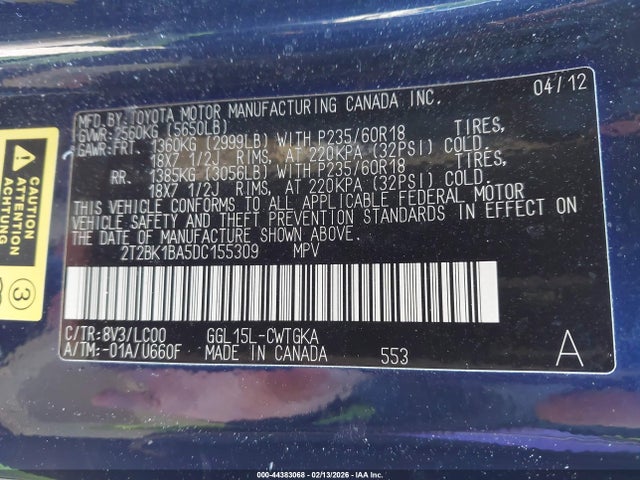 MFD.BY:TOYOTA MOTOR MANUFACTURING CANADA INC. 04/12
GVWR-2560KG (5650LB)
GAWR:FRT. 1360KG (2999LB) WITH P235/60R18 TIRES,
18X7 1/2J RIMS, AT 220KPA (32PSI) COLD.
RR. 1385KG (3056LB) WITH P235/60R18 TIRES,
18X7 1/2J RIMS, AT 220KPA (32PSI) COLD.
THIS VEHICLE CONFORMS TO ALL APPLICABLE FEDERAL MOTOR
VEHICLE SAFETY AND THEFT PREVENTION STANDARDS IN EFFECT ON
THE DATE OF MANUFACTURE SHOWN ABOVE.
2T2BK1BA5DC155309 MPV
C/TR:8V3/LC00 GGL15L-CWTGKA
A/TM:-01A/U660F MADE IN CANADA 553 A
CAUTION
ATTENTION
ACHTUNG
3
000-44383068 - 02/13/2026 - IAA Inc.